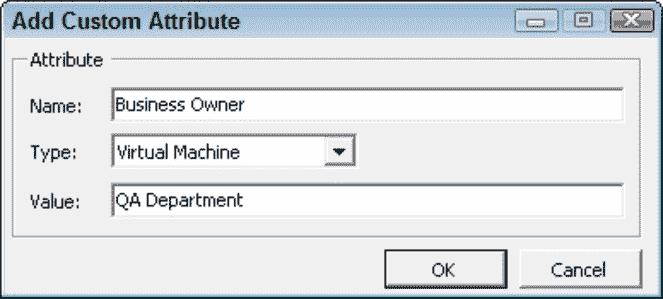 Add Custom Attribute
Attribute
Name: Business Owner
Type: Virtual Machine
Value: QA Department
OK Cancel